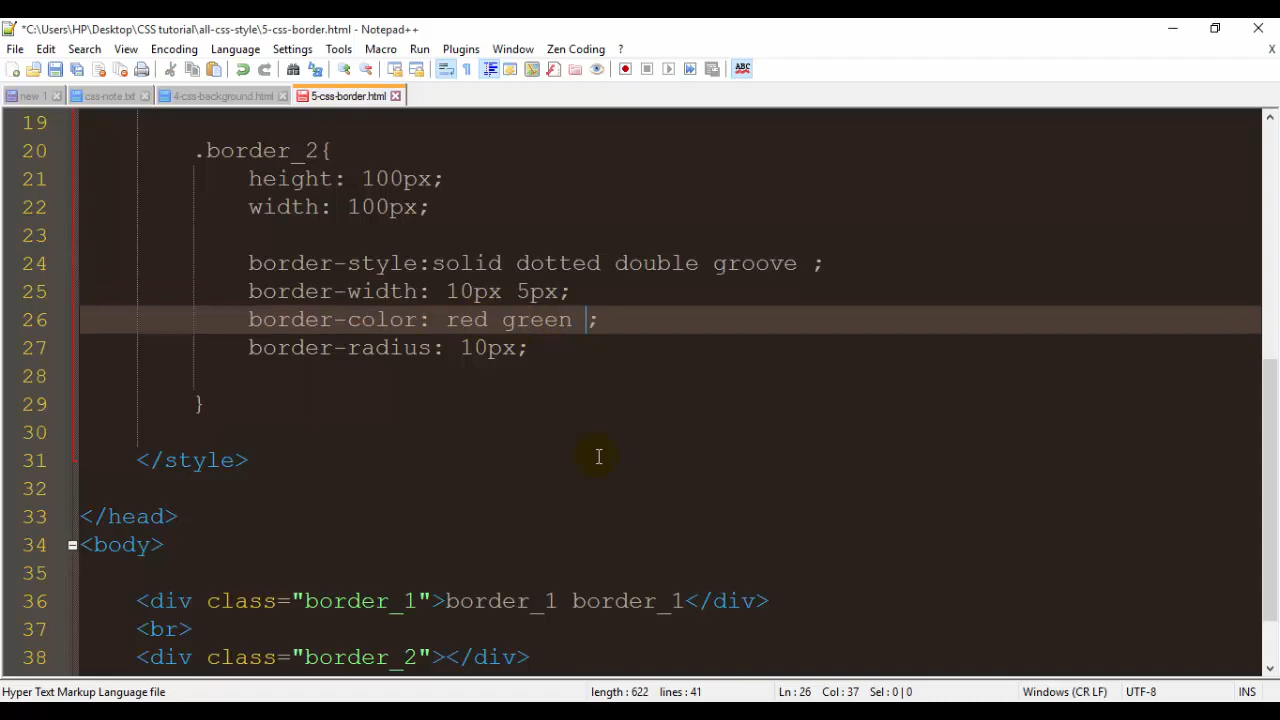 *C:\Users\HP\Desktop\CSS tutorial\all-css-style\5-css-border.html - Notepad++
File Edit Search View Encoding Language Settings Tools Macro Run Plugins Window Zen Coding ? X
ABC
new 1 css-note.txt 4-css-background.html 5-css-border.html
19
20 .border_2{
21 height: 100px;
22 width: 100px;
23
24 border-style:solid dotted double groove ;
25 border-width: 10px 5px;
26 border-color: red green ;
27 border-radius: 10px;
28
29 }
30
31 </style>
32
33 </head>
34 <body>
35
36 <div class="border_1">border_1 border_1</div>
37 <br>
38 <div class="border_2"></div>
Hyper Text Markup Language file length : 622 lines : 41 Ln : 26 Col : 37 Sel : 0 | 0 Windows (CR LF) UTF-8 INS